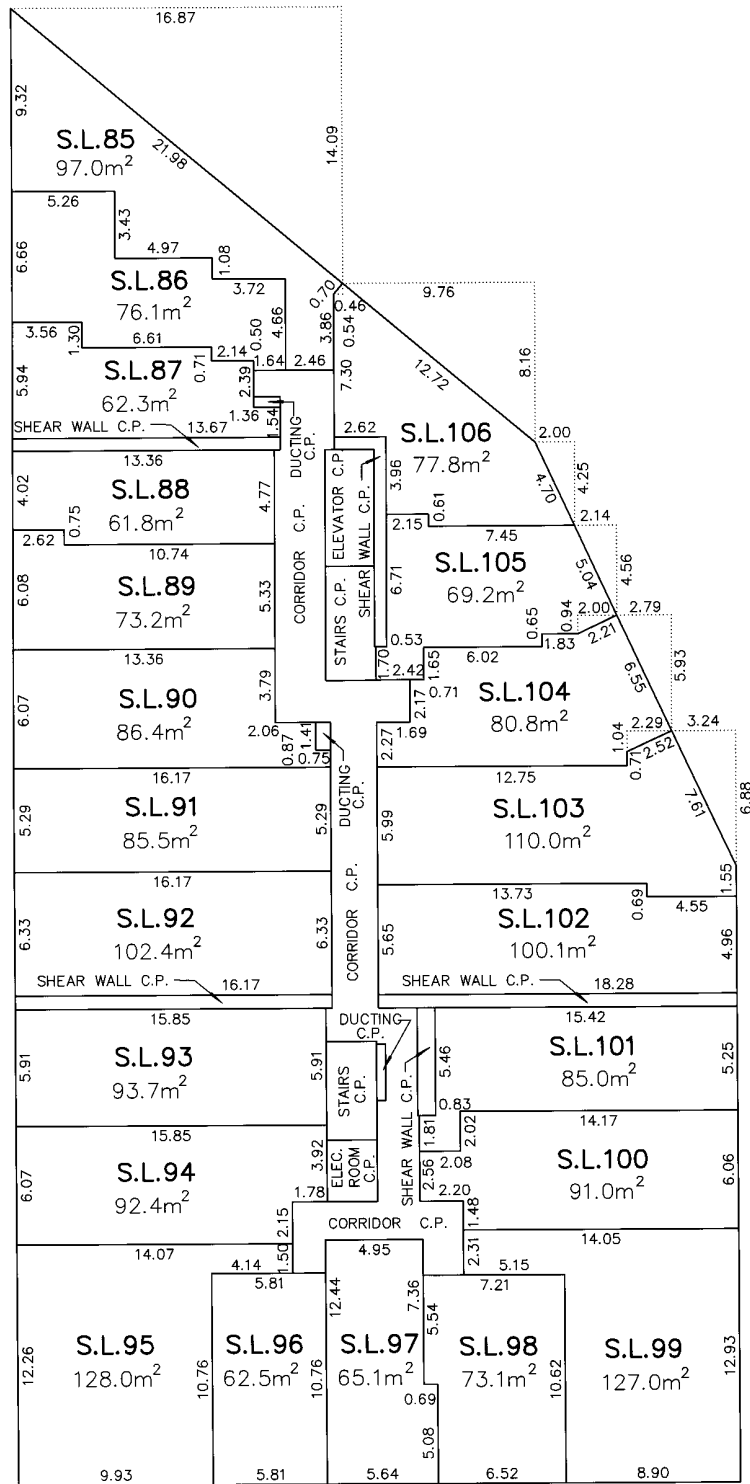 16.87
9.32
S.L.85
97.0m²
21.98
14.09
5.26
3.43
4.97
1.08
6.66
S.L.86
76.1m²
3.72
0.70
0.46
9.76
3.56
1.30
6.61
0.71
2.14
0.50
4.66
3.86
0.54
1.64
2.46
7.30
12.72
8.16
5.94
S.L.87
62.3m²
2.39
1.36
1.54
SHEAR WALL C.P.
13.67
DUCTING
C.P.
2.62
S.L.106
77.8m²
2.00
4.70
4.25
13.36
4.02
S.L.88
61.8m²
4.77
0.75
2.62
10.74
CORRIDOR C.P.
ELEVATOR C.P.
SHEAR
WALL C.P.
3.96
2.15
0.61
7.45
2.14
6.08
S.L.89
73.2m²
5.33
13.36
STAIRS C.P.
6.71
S.L.105
69.2m²
5.04
4.56
0.65
0.94
2.00
2.79
1.83
2.21
0.53
1.70
2.42
1.65
6.02
0.71
6.07
S.L.90
86.4m²
3.79
2.06
0.87
1.41
0.75
16.17
2.17
1.69
2.27
S.L.104
80.8m²
6.55
5.93
1.04
2.29
3.24
0.71
2.52
12.75
5.29
S.L.91
85.5m²
5.29
16.17
DUCTING
C.P.
5.99
S.L.103
110.0m²
7.61
6.88
1.55
13.73
0.69
4.55
6.33
S.L.92
102.4m²
6.33
CORRIDOR C.P.
5.65
S.L.102
100.1m²
4.96
SHEAR WALL C.P.
16.17
SHEAR WALL C.P.
18.28
15.85
DUCTING
C.P.
15.42
5.91
S.L.93
93.7m²
5.91
STAIRS
C.P.
SHEAR WALL C.P.
5.46
S.L.101
85.0m²
5.25
0.83
15.85
14.17
6.07
S.L.94
92.4m²
3.92
ELEC.
ROOM
C.P.
1.81
2.02
2.08
2.56
S.L.100
91.0m²
6.06
1.78
2.20
1.48
2.15
CORRIDOR C.P.
14.07
14.05
4.14
1.50
4.95
2.31
5.15
5.81
7.21
12.26
S.L.95
128.0m²
10.76
S.L.96
62.5m²
10.76
12.44
S.L.97
65.1m²
7.36
5.54
0.69
5.08
S.L.98
73.1m²
10.62
S.L.99
127.0m²
12.93
9.93
5.81
5.64
6.52
8.90